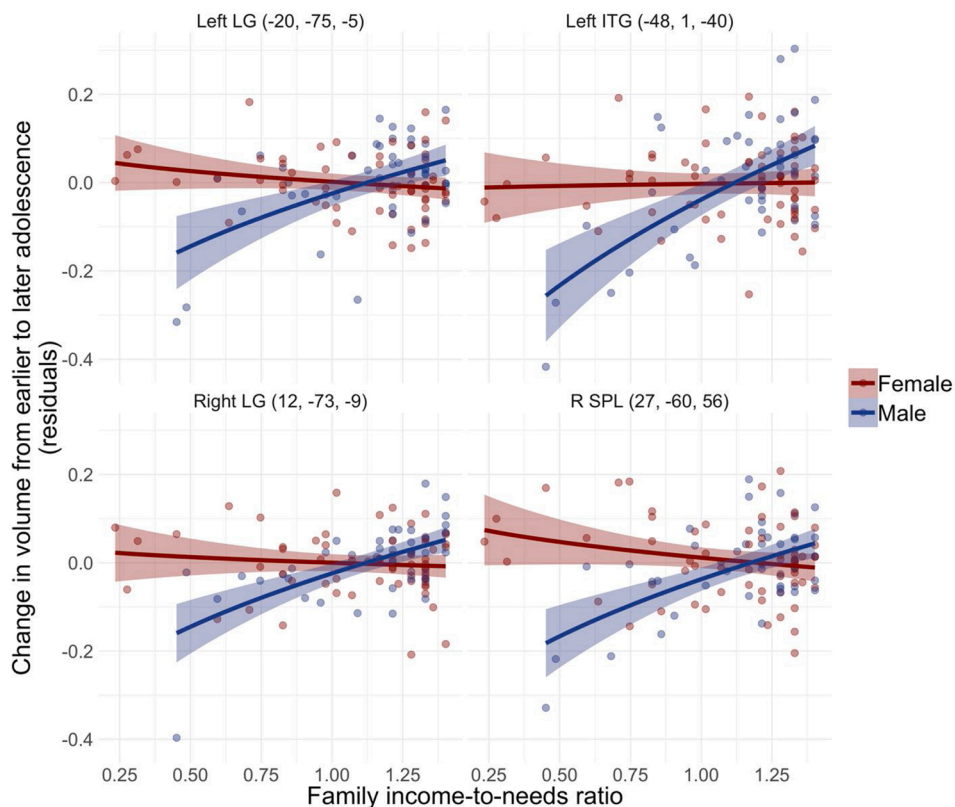 Left LG (-20, -75, -5)
Left ITG (-48, 1, -40)
0.2
0.0
-0.2
-0.4
Right LG (12, -73, -9)
R SPL (27, -60, 56)
0.2
0.0
-0.2
-0.4
0.25 0.50 0.75 1.00 1.25
0.25 0.50 0.75 1.00 1.25
Family income-to-needs ratio
Change in volume from earlier to later adolescence
(residuals)
Female
Male